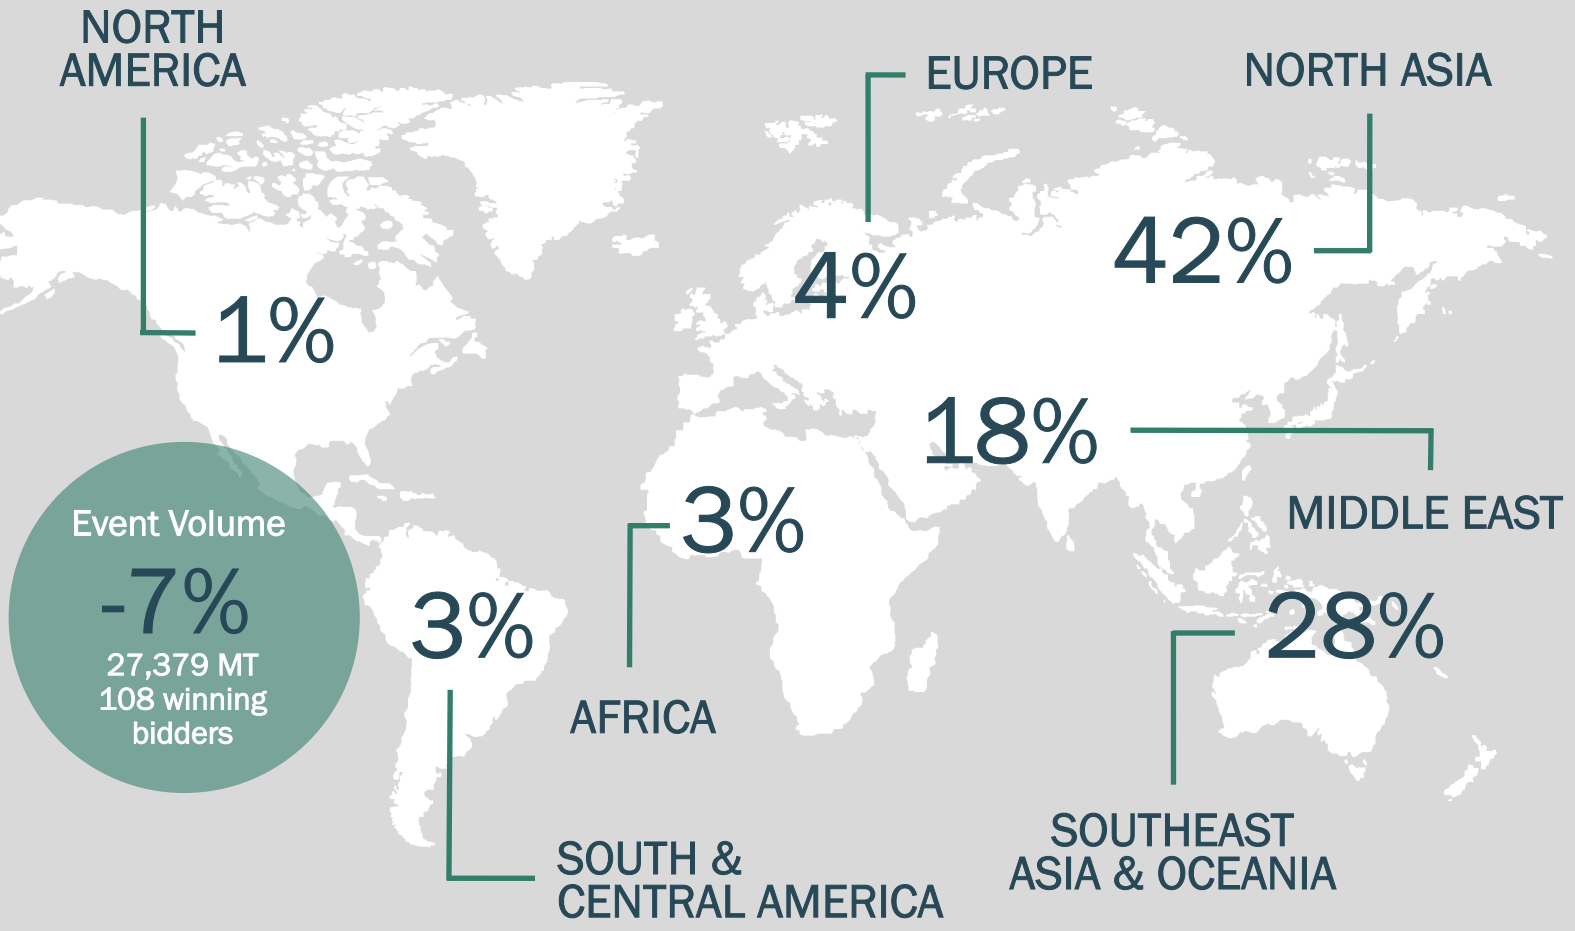 NORTH
AMERICA
1%
EUROPE
4%
NORTH ASIA
42%
18%
MIDDLE EAST
Event Volume
-7%
27,379 MT
108 winning
bidders
3%
SOUTH &
CENTRAL AMERICA
3%
AFRICA
28%
SOUTHEAST
ASIA & OCEANIA